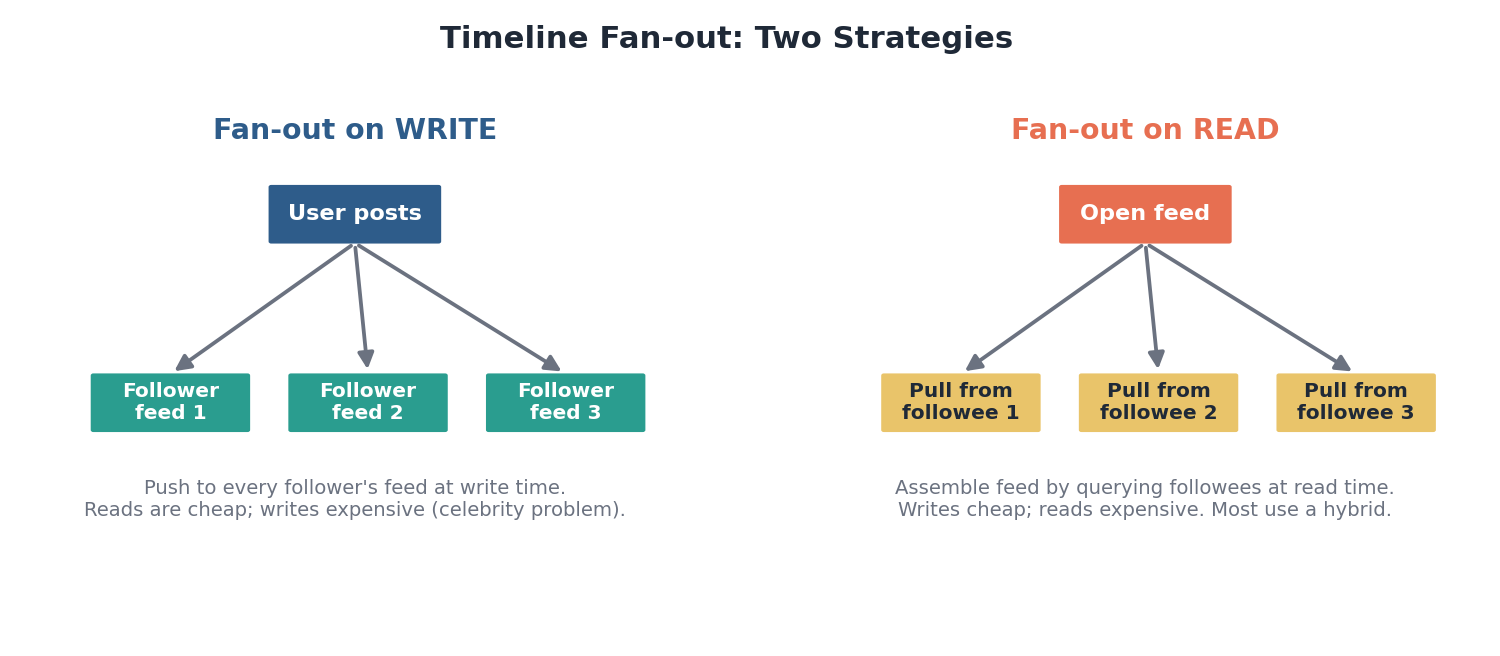 Timeline Fan-out: Two Strategies
Fan-out on WRITE
User posts
Follower
feed 1
Follower
feed 2
Follower
feed 3
Push to every follower's feed at write time.
Reads are cheap; writes expensive (celebrity problem).
Fan-out on READ
Open feed
Pull from
followee 1
Pull from
followee 2
Pull from
followee 3
Assemble feed by querying followees at read time.
Writes cheap; reads expensive. Most use a hybrid.